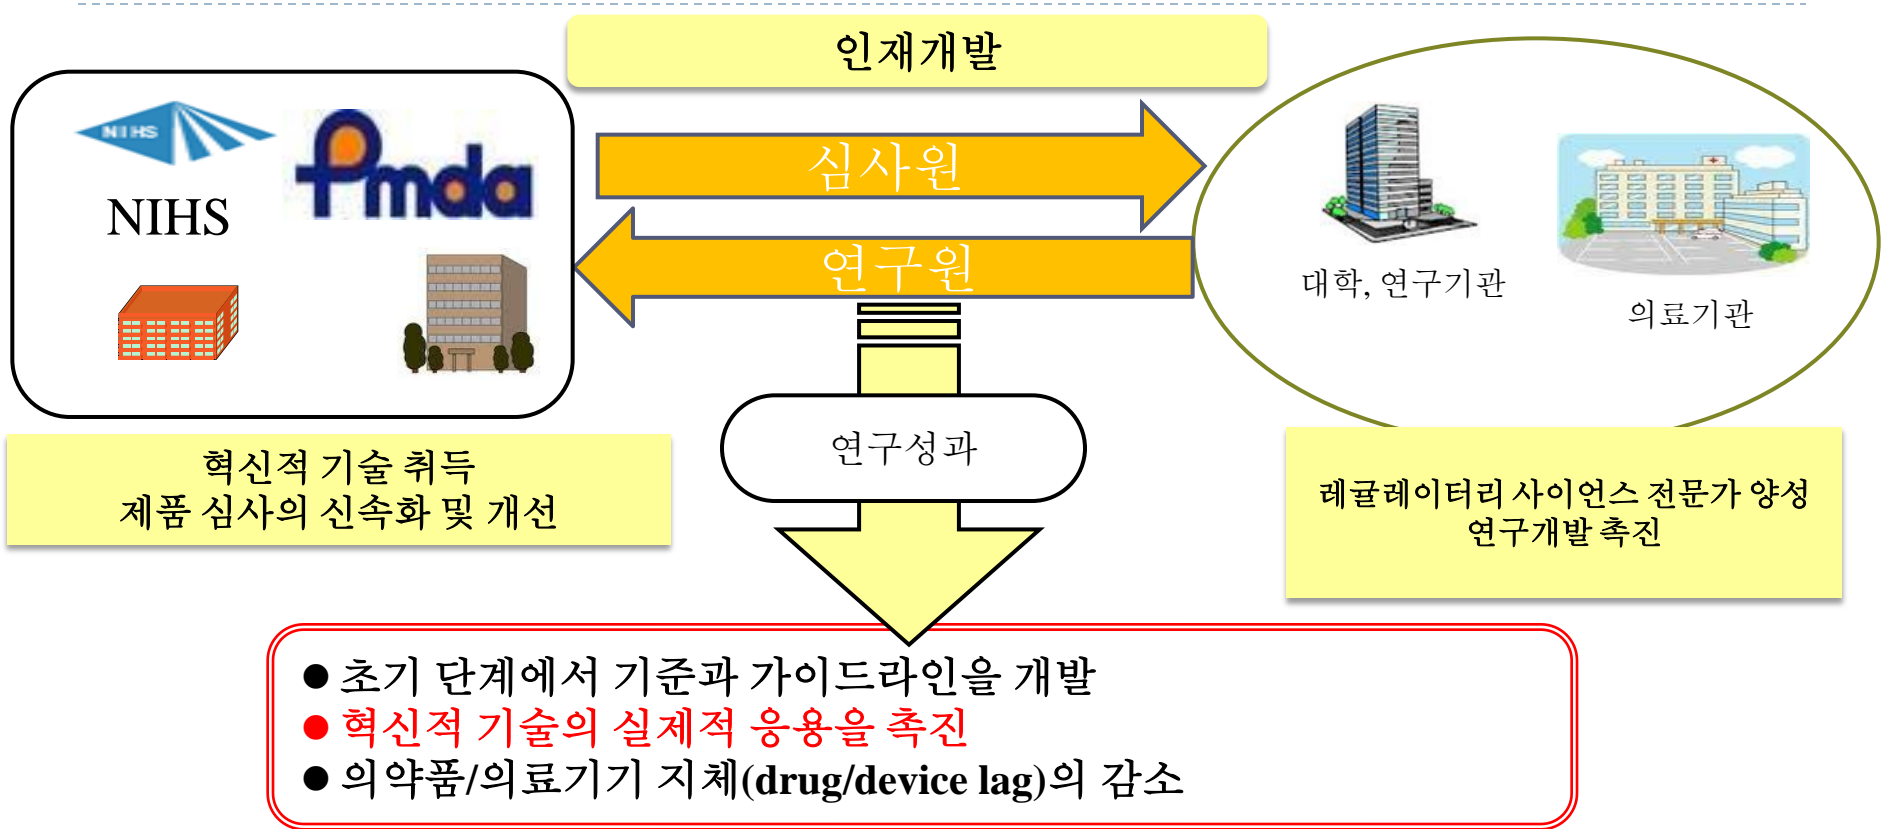 인재개발
NIHS
pmda
NIHS
심사원
연구원
대학, 연구기관
의료기관
연구성과
혁신적 기술 취득
제품 심사의 신속화 및 개선
레귤레이터리 사이언스 전문가 양성
연구개발 촉진
● 초기 단계에서 기준과 가이드라인을 개발
● 혁신적 기술의 실제적 응용을 촉진
● 의약품/의료기기 지체(drug/device lag)의 감소